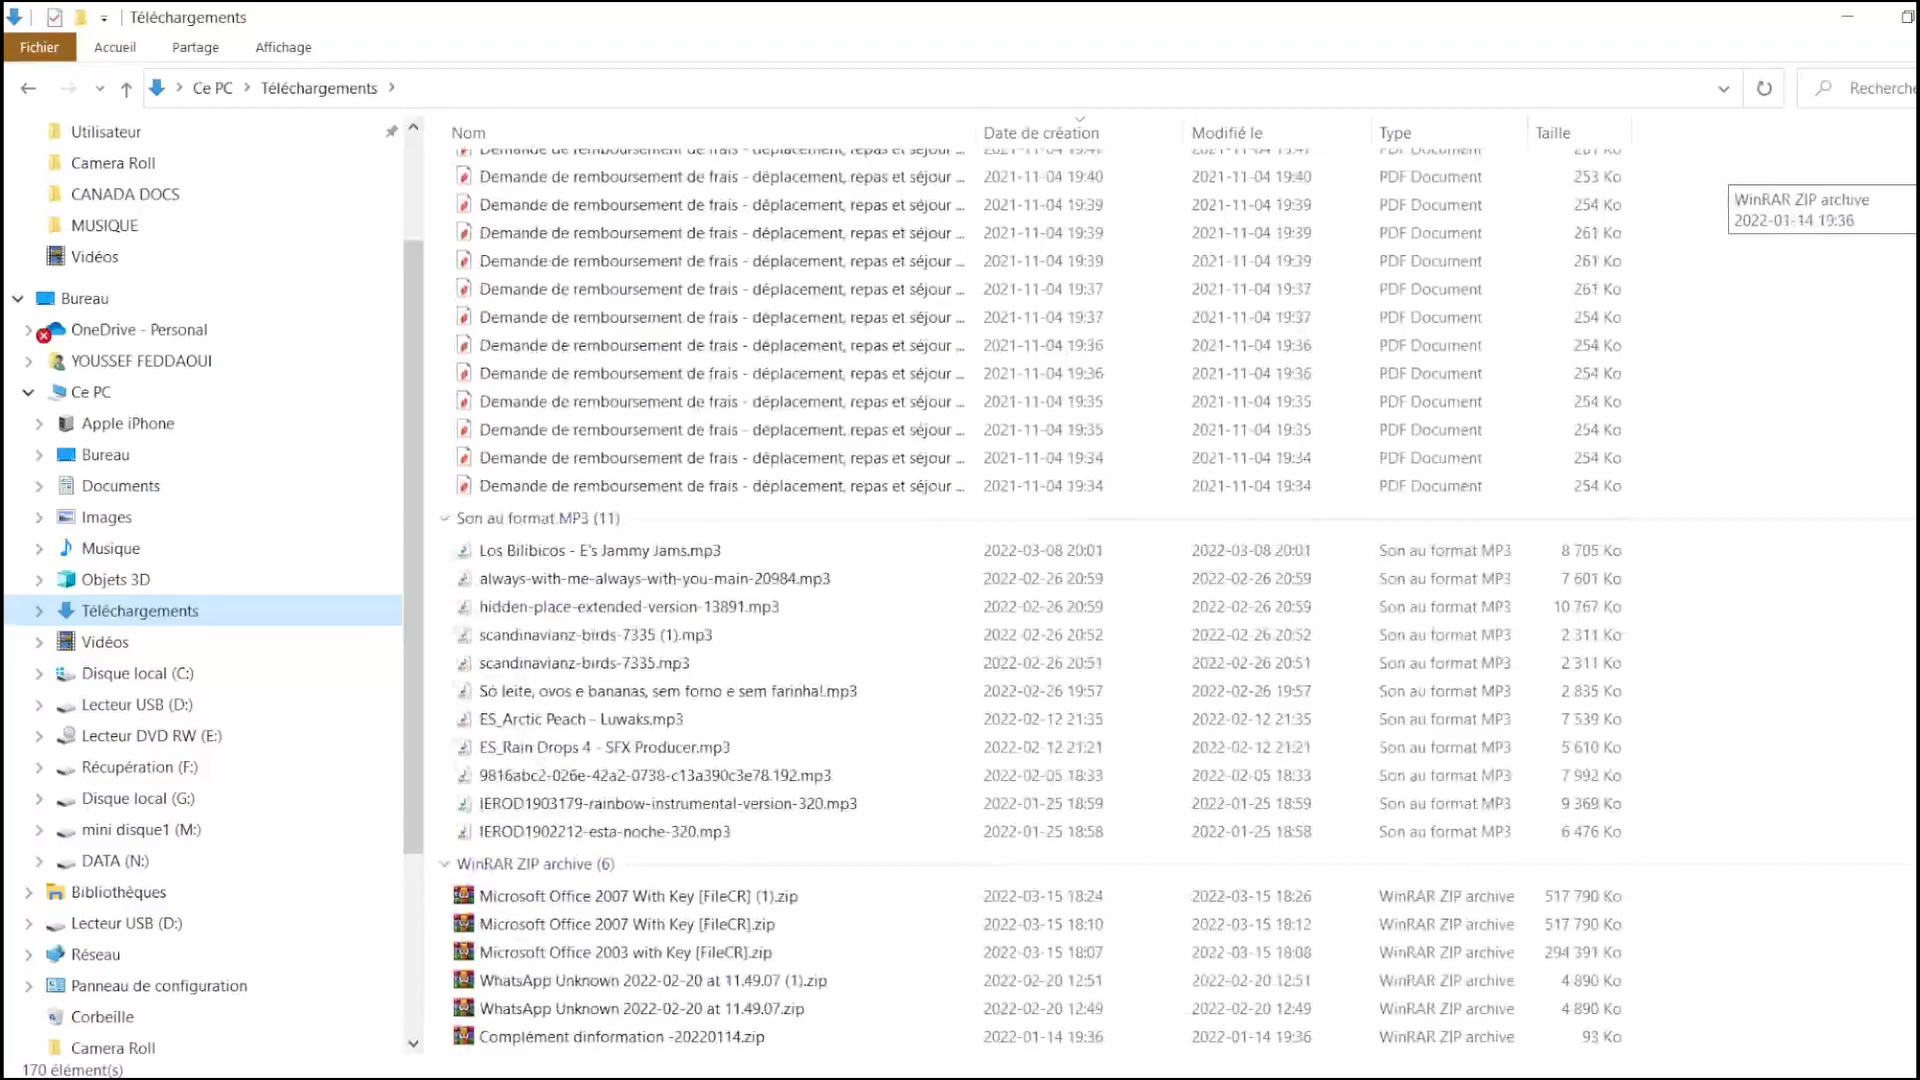 Téléchargements
Fichier Accueil Partage Affichage
Ce PC Téléchargements Recherche
Utilisateur
Camera Roll
CANADA DOCS
MUSIQUE
Vidéos
Bureau
OneDrive - Personal
YOUSSEF FEDDAOUI
Ce PC
Apple iPhone
Bureau
Documents
Images
Musique
Objets 3D
Téléchargements
Vidéos
Disque local (C:)
Lecteur USB (D:)
Lecteur DVD RW (E:)
Récupération (F:)
Disque local (G:)
mini disque1 (M:)
DATA (N:)
Bibliothèques
Lecteur USB (D:)
Réseau
Panneau de configuration
Corbeille
Camera Roll
170 élément(s)
Nom Date de création Modifié le Type Taille
Demande de remboursement de frais - déplacement, repas et séjour ...
Demande de remboursement de frais - déplacement, repas et séjour ... 2021-11-04 19:40 2021-11-04 19:40 PDF Document 253 Ko
Demande de remboursement de frais - déplacement, repas et séjour ... 2021-11-04 19:39 2021-11-04 19:39 PDF Document 254 Ko
Demande de remboursement de frais - déplacement, repas et séjour ... 2021-11-04 19:39 2021-11-04 19:39 PDF Document 261 Ko
Demande de remboursement de frais - déplacement, repas et séjour ... 2021-11-04 19:39 2021-11-04 19:39 PDF Document 261 Ko
Demande de remboursement de frais - déplacement, repas et séjour ... 2021-11-04 19:37 2021-11-04 19:37 PDF Document 261 Ko
Demande de remboursement de frais - déplacement, repas et séjour ... 2021-11-04 19:37 2021-11-04 19:37 PDF Document 254 Ko
Demande de remboursement de frais - déplacement, repas et séjour ... 2021-11-04 19:36 2021-11-04 19:36 PDF Document 254 Ko
Demande de remboursement de frais - déplacement, repas et séjour ... 2021-11-04 19:36 2021-11-04 19:36 PDF Document 254 Ko
Demande de remboursement de frais - déplacement, repas et séjour ... 2021-11-04 19:35 2021-11-04 19:35 PDF Document 254 Ko
Demande de remboursement de frais - déplacement, repas et séjour ... 2021-11-04 19:35 2021-11-04 19:35 PDF Document 254 Ko
Demande de remboursement de frais - déplacement, repas et séjour ... 2021-11-04 19:34 2021-11-04 19:34 PDF Document 254 Ko
Demande de remboursement de frais - déplacement, repas et séjour ... 2021-11-04 19:34 2021-11-04 19:34 PDF Document 254 Ko
Son au format MP3 (11)
Los Bilibicos - E's Jammy Jams.mp3 2022-03-08 20:01 2022-03-08 20:01 Son au format MP3 8 705 Ko
always-with-me-always-with-you-main-20984.mp3 2022-02-26 20:59 2022-02-26 20:59 Son au format MP3 7 601 Ko
hidden-place-extended-version-13891.mp3 2022-02-26 20:59 2022-02-26 20:59 Son au format MP3 10 767 Ko
scandinavianz-birds-7335 (1).mp3 2022-02-26 20:52 2022-02-26 20:52 Son au format MP3 2 311 Ko
scandinavianz-birds-7335.mp3 2022-02-26 20:51 2022-02-26 20:51 Son au format MP3 2 311 Ko
Só leite, ovos e bananas, sem forno e sem farinha!.mp3 2022-02-26 19:57 2022-02-26 19:57 Son au format MP3 2 835 Ko
ES_Arctic Peach - Luwaks.mp3 2022-02-12 21:35 2022-02-12 21:35 Son au format MP3 7 539 Ko
ES_Rain Drops 4 - SFX Producer.mp3 2022-02-12 21:21 2022-02-12 21:21 Son au format MP3 5 610 Ko
9816abc2-026e-42a2-0738-c13a390c3e78.192.mp3 2022-02-05 18:33 2022-02-05 18:33 Son au format MP3 7 992 Ko
IEROD1903179-rainbow-instrumental-version-320.mp3 2022-01-25 18:59 2022-01-25 18:59 Son au format MP3 9 369 Ko
IEROD1902212-esta-noche-320.mp3 2022-01-25 18:58 2022-01-25 18:58 Son au format MP3 6 476 Ko
WinRAR ZIP archive (6)
Microsoft Office 2007 With Key [FileCR] (1).zip 2022-03-15 18:24 2022-03-15 18:26 WinRAR ZIP archive 517 790 Ko
Microsoft Office 2007 With Key [FileCR].zip 2022-03-15 18:10 2022-03-15 18:12 WinRAR ZIP archive 517 790 Ko
Microsoft Office 2003 with Key [FileCR].zip 2022-03-15 18:07 2022-03-15 18:08 WinRAR ZIP archive 294 391 Ko
WhatsApp Unknown 2022-02-20 at 11.49.07 (1).zip 2022-02-20 12:51 2022-02-20 12:51 WinRAR ZIP archive 4 890 Ko
WhatsApp Unknown 2022-02-20 at 11.49.07.zip 2022-02-20 12:49 2022-02-20 12:49 WinRAR ZIP archive 4 890 Ko
Complément dinformation -20220114.zip 2022-01-14 19:36 2022-01-14 19:36 WinRAR ZIP archive 93 Ko
WinRAR ZIP archive
2022-01-14 19:36